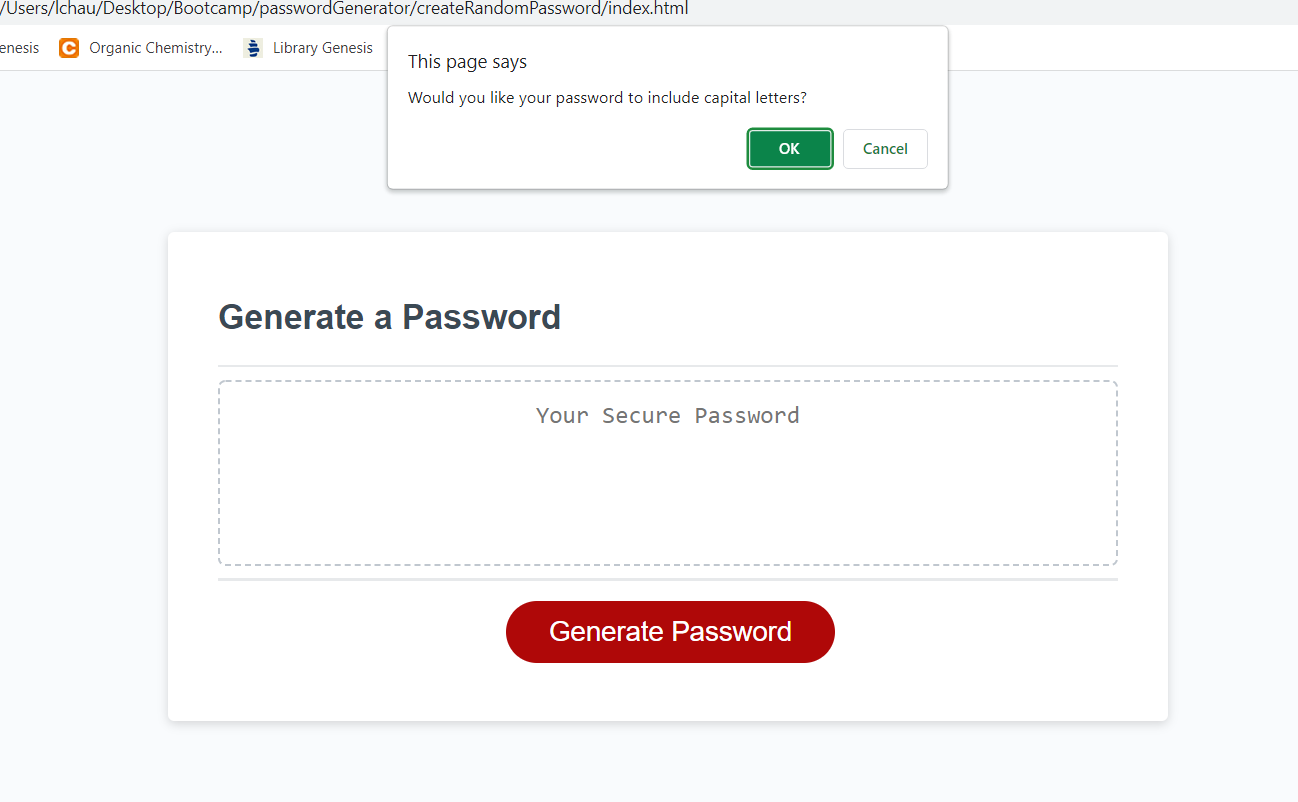 /Users/lchau/Desktop/Bootcamp/passwordGenerator/createRandomPassword/index.html
enesis Organic Chemistry... Library Genesis
This page says
Would you like your password to include capital letters?
OK Cancel
Generate a Password
Your Secure Password
Generate Password